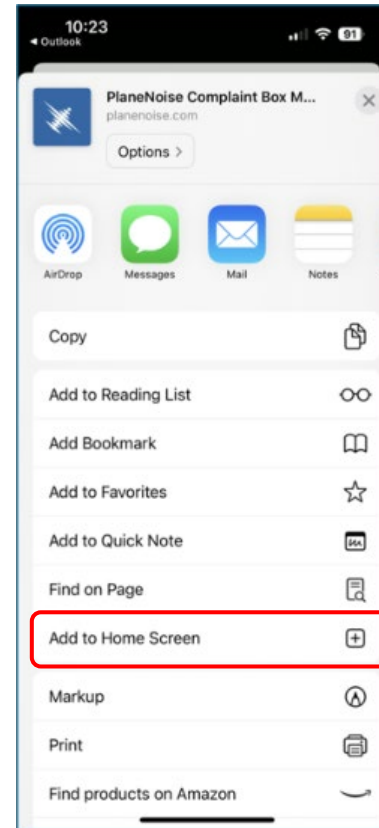 10:23
91
◀ Outlook
PlaneNoise Complaint Box M...
planenoise.com
Options >
AirDrop Messages Mail Notes
Copy
Add to Reading List
Add Bookmark
Add to Favorites
Add to Quick Note
Find on Page
Add to Home Screen
Markup
Print
Find products on Amazon